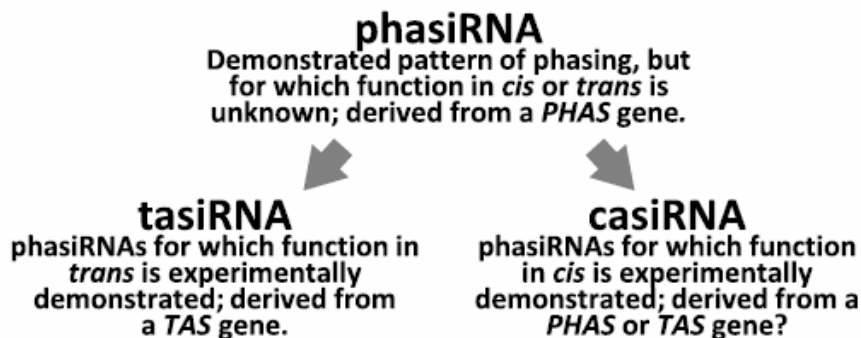 phasiRNA
Demonstrated pattern of phasing, but
for which function in cis or trans is
unknown; derived from a PHAS gene.
tasiRNA
phasiRNAs for which function in
trans is experimentally
demonstrated; derived from
a TAS gene.
casiRNA
phasiRNAs for which function
in cis is experimentally
demonstrated; derived from a
PHAS or TAS gene?